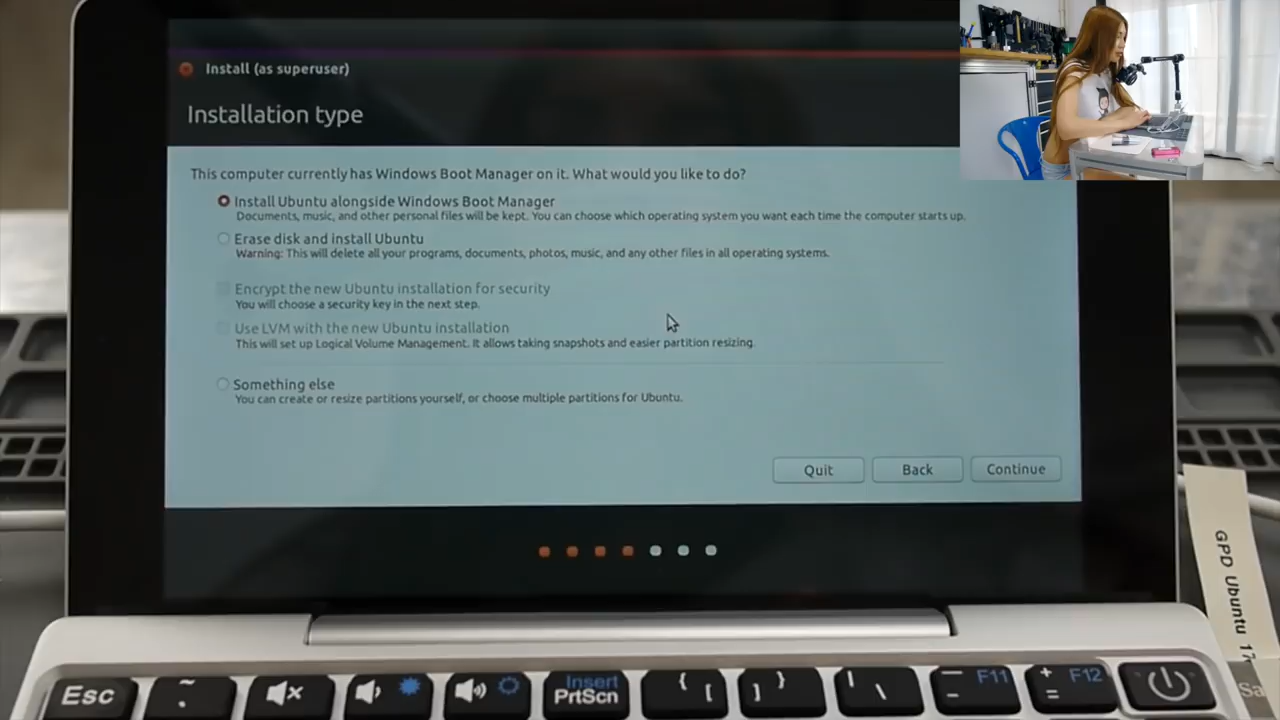 Install (as superuser)
Installation type
This computer currently has Windows Boot Manager on it. What would you like to do?
Install Ubuntu alongside Windows Boot Manager
Documents, music, and other personal files will be kept. You can choose which operating system you want each time the computer starts up.
Erase disk and install Ubuntu
Warning: This will delete all your programs, documents, photos, music, and any other files in all operating systems.
Encrypt the new Ubuntu installation for security
You will choose a security key in the next step.
Use LVM with the new Ubuntu installation
This will set up Logical Volume Management. It allows taking snapshots and easier partition resizing.
Something else
You can create or resize partitions yourself, or choose multiple partitions for Ubuntu.
Quit Back Continue
GPD Ubuntu 17
Sa
Esc ~ Insert { [ } ] | \ — - F11 + = F12
PrtScn